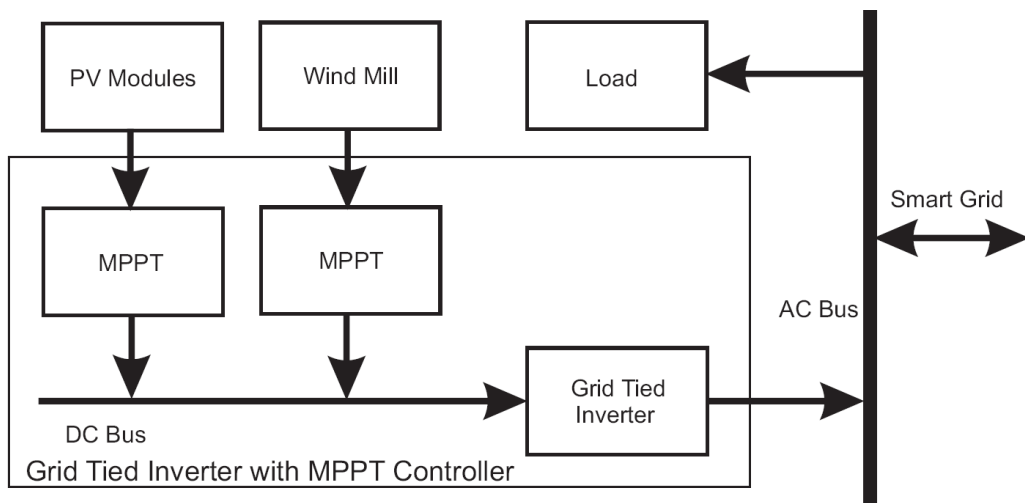 PV Modules
Wind Mill
Load
Smart Grid
MPPT
MPPT
AC Bus
Grid Tied
Inverter
DC Bus
Grid Tied Inverter with MPPT Controller